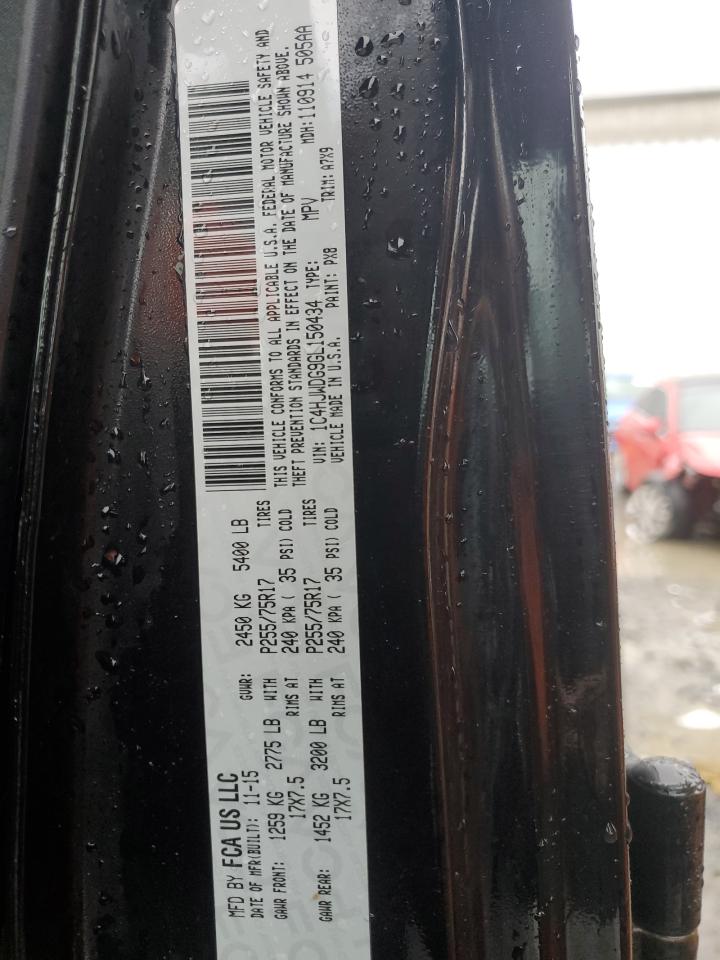 MFD BY FCA US LLC
DATE OF MFR(BUILT): 11-15 GVWR: 2450 KG 5400 LB
GAWR FRONT: 1259 KG 2775 LB WITH P255/75R17 TIRES
17X7.5 RIMS AT 240 KPA ( 35 PSI) COLD
GAWR REAR: 1452 KG 3200 LB WITH P255/75R17 TIRES
17X7.5 RIMS AT 240 KPA ( 35 PSI) COLD
THIS VEHICLE CONFORMS TO ALL APPLICABLE U.S.A. FEDERAL MOTOR VEHICLE SAFETY AND
THEFT PREVENTION STANDARDS IN EFFECT ON THE DATE OF MANUFACTURE SHOWN ABOVE.
VIN: 1C4HJWDG9GL150434 TYPE: MPV MDH:110914 505AA
VEHICLE MADE IN U.S.A. PAINT: PX8 TRIM: A7X9